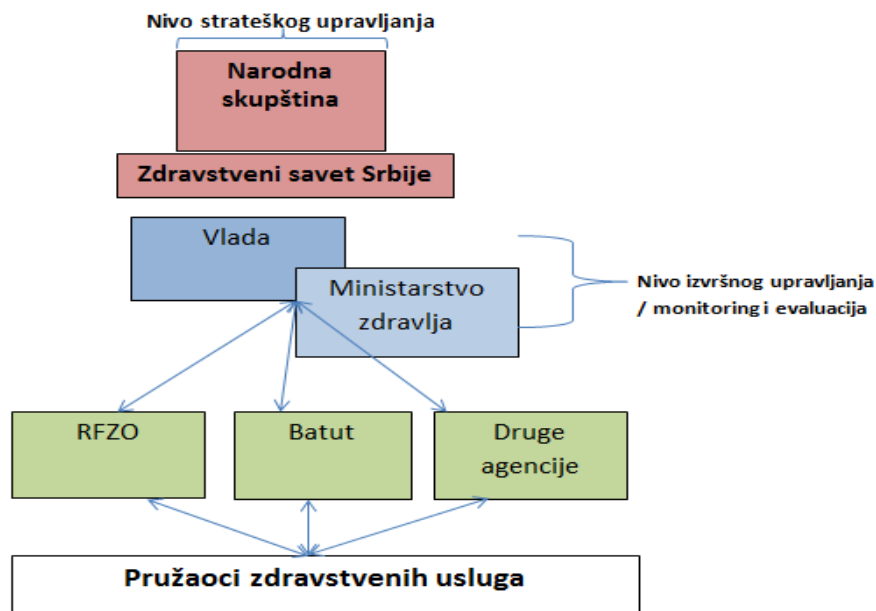 Nivo strateškog upravljanja
Narodna
skupština
Zdravstveni savet Srbije
Vlada
Ministarstvo
zdravlja
Nivo izvršnog upravljanja
/ monitoring i evaluacija
RFZO
Batut
Druge
agencije
Pružaoci zdravstvenih usluga